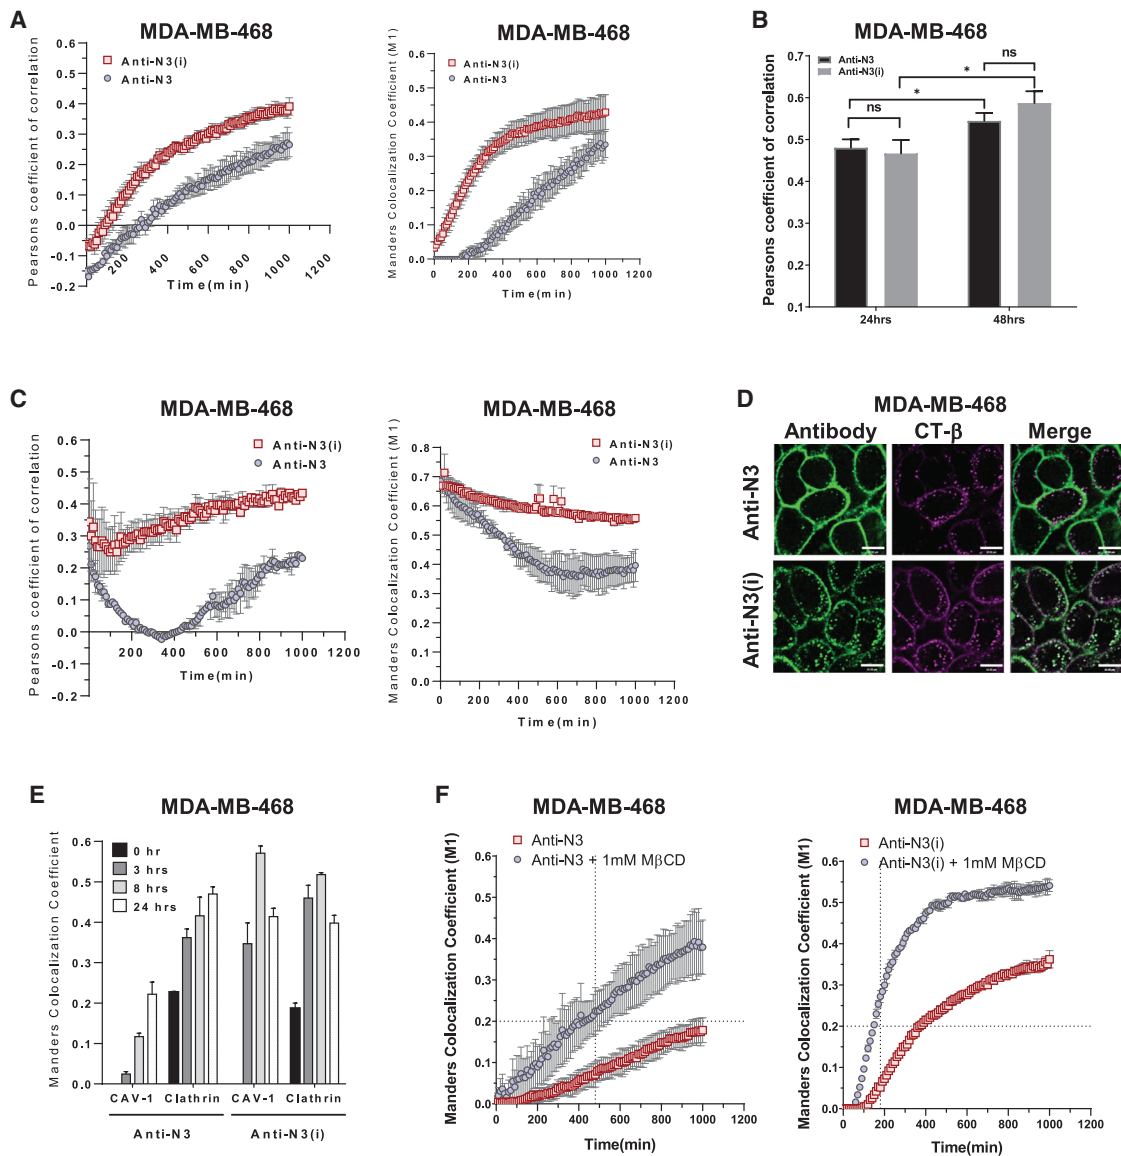 A
MDA-MB-468
Pearsons coefficient of correlation
0.6
0.5
0.4
0.3
0.2
0.1
0.0
-0.1
-0.2
Anti-N3(i)
Anti-N3
200
400
600
800
1000
1200
Time(min)
MDA-MB-468
Manders Colocalization Coefficient (M1)
0.6
0.5
0.4
0.3
0.2
0.1
0.0
Anti-N3(i)
Anti-N3
0 200 400 600 800 1000 1200
Time(min)
B
MDA-MB-468
Pearsons coefficient of correlation
0.7
0.6
0.5
0.4
0.3
0.2
0.1
Anti-N3
Anti-N3(i)
ns
*
*
ns
24hrs 48hrs
C
MDA-MB-468
Pearsons coefficient of correlation
0.6
0.5
0.4
0.3
0.2
0.1
0.0
-0.1
-0.2
Anti-N3(i)
Anti-N3
200 400 600 800 1000 1200
Time(min)
MDA-MB-468
Manders Colocalization Coefficient (M1)
0.8
0.7
0.6
0.5
0.4
0.3
0.2
0.1
0.0
Anti-N3(i)
Anti-N3
0 200 400 600 800 1000 1200
Time(min)
D
MDA-MB-468
Antibody CT-β Merge
Anti-N3
Anti-N3(i)
E
MDA-MB-468
Manders Colocalization Coefficient
0.6
0.5
0.4
0.3
0.2
0.1
0.0
0 hr
3 hrs
8 hrs
24 hrs
CAV-1 Clathrin CAV-1 Clathrin
Anti-N3 Anti-N3(i)
F
MDA-MB-468
Anti-N3
Anti-N3 + 1mM MβCD
Manders Colocalization Coefficient (M1)
0.6
0.5
0.4
0.3
0.2
0.1
0.0
0 200 400 600 800 1000 1200
Time(min)
MDA-MB-468
Anti-N3(i)
Anti-N3(i) + 1mM MβCD
Manders Colocalization Coefficient (M1)
0.6
0.5
0.4
0.3
0.2
0.1
0.0
0 200 400 600 800 1000 1200
Time(min)